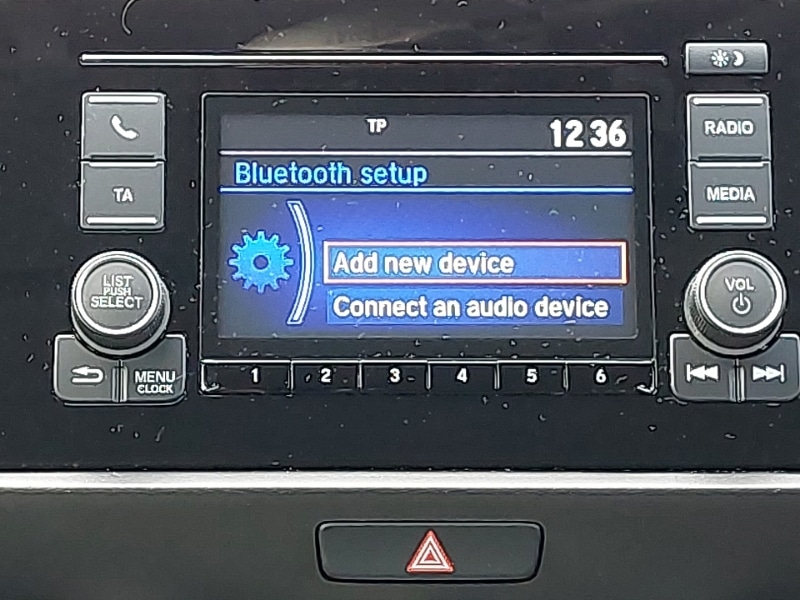 TP
12 36
RADIO
TA
MEDIA
Bluetooth setup
Add new device
LIST
PUSH
SELECT
VOL
Connect an audio device
MENU
CLOCK
1 2 3 4 5 6